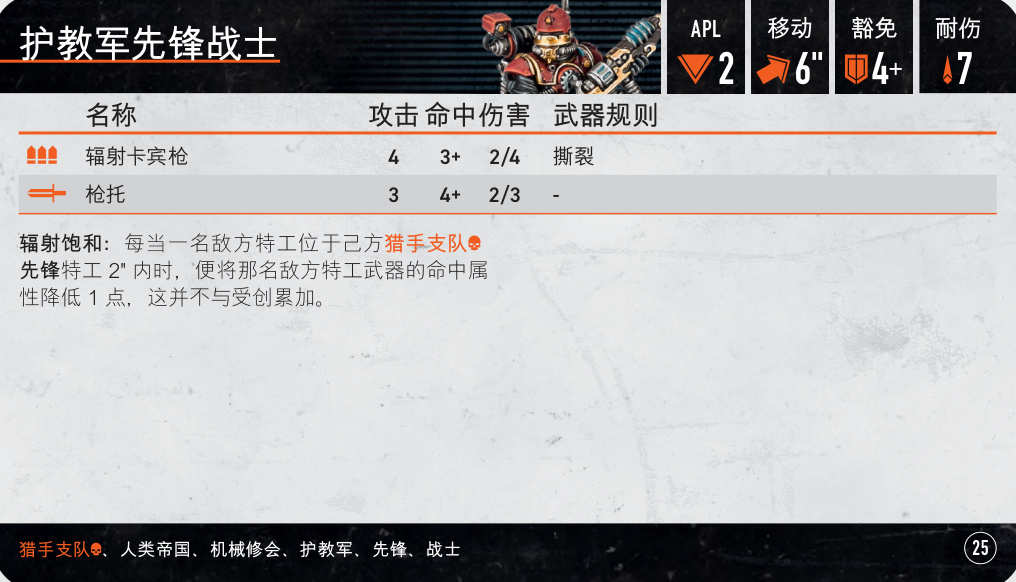 护教军先锋战士
APL
2
移动
6"
豁免
4+
耐伤
7
名称 攻击 命中 伤害 武器规则
辐射卡宾枪 4 3+ 2/4 撕裂
枪托 3 4+ 2/3 -
辐射饱和：每当一名敌方特工位于己方猎手支队
先锋特工 2" 内时，便将那名敌方特工武器的命中属
性降低 1 点，这并不与受创累加。
猎手支队、人类帝国、机械修会、护教军、先锋、战士
25